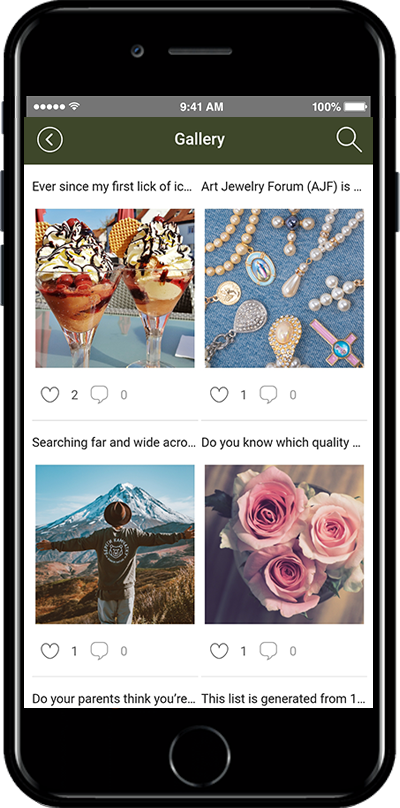 9:41 AM
100%
Gallery
Ever since my first lick of ic...
Art Jewelry Forum (AJF) is ...
2
0
1
0
Searching far and wide acro...
Do you know which quality ...
1
0
1
0
Do your parents think you're...
This list is generated from 1...